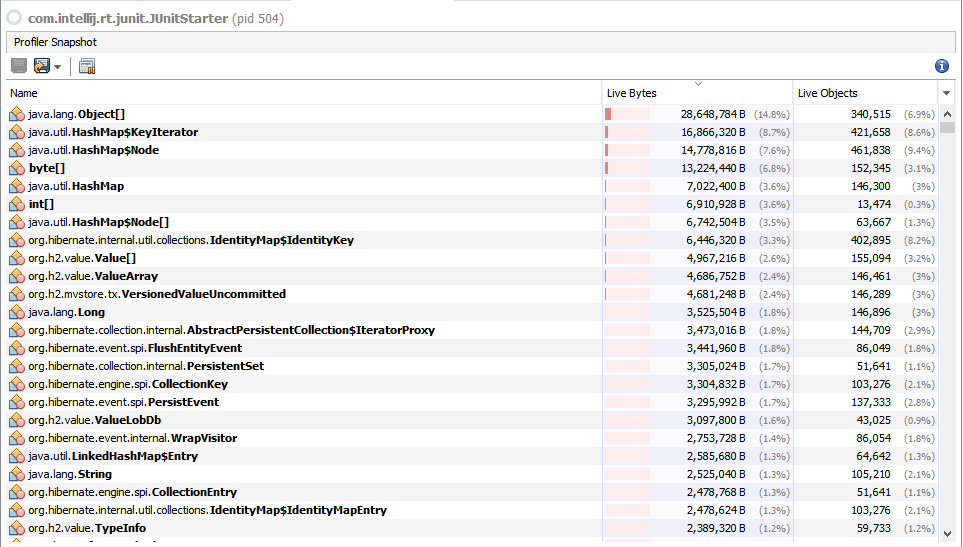 com.intellij.rt.junit.JUnitStarter (pid 504)
Profiler Snapshot
Name Live Bytes Live Objects
java.lang.Object[] 28,648,784 B (14.8%) 340,515 (6.9%)
java.util.HashMap$KeyIterator 16,866,320 B (8.7%) 421,658 (8.6%)
java.util.HashMap$Node 14,778,816 B (7.6%) 461,838 (9.4%)
byte[] 13,224,440 B (6.8%) 152,345 (3.1%)
java.util.HashMap 7,022,400 B (3.6%) 146,300 (3%)
int[] 6,910,928 B (3.6%) 13,474 (0.3%)
java.util.HashMap$Node[] 6,742,504 B (3.5%) 63,667 (1.3%)
org.hibernate.internal.util.collections.IdentityMap$IdentityKey 6,446,320 B (3.3%) 402,895 (8.2%)
org.h2.value.Value[] 4,967,216 B (2.6%) 155,094 (3.2%)
org.h2.value.ValueArray 4,686,752 B (2.4%) 146,461 (3%)
org.h2.mvstore.tx.VersionedValueUncommitted 4,681,248 B (2.4%) 146,289 (3%)
java.lang.Long 3,525,504 B (1.8%) 146,896 (3%)
org.hibernate.collection.internal.AbstractPersistentCollection$IteratorProxy 3,473,016 B (1.8%) 144,709 (2.9%)
org.hibernate.event.spi.FlushEntityEvent 3,441,960 B (1.8%) 86,049 (1.8%)
org.hibernate.collection.internal.PersistentSet 3,305,024 B (1.7%) 51,641 (1.1%)
org.hibernate.engine.spi.CollectionKey 3,304,832 B (1.7%) 103,276 (2.1%)
org.hibernate.event.spi.PersistEvent 3,295,992 B (1.7%) 137,333 (2.8%)
org.h2.value.ValueLobDb 3,097,800 B (1.6%) 43,025 (0.9%)
org.hibernate.event.internal.WrapVisitor 2,753,728 B (1.4%) 86,054 (1.8%)
java.util.LinkedHashMap$Entry 2,585,680 B (1.3%) 64,642 (1.3%)
java.lang.String 2,525,040 B (1.3%) 105,210 (2.1%)
org.hibernate.engine.spi.CollectionEntry 2,478,768 B (1.3%) 51,641 (1.1%)
org.hibernate.internal.util.collections.IdentityMap$IdentityMapEntry 2,478,624 B (1.3%) 103,276 (2.1%)
org.h2.value.TypeInfo 2,389,320 B (1.2%) 59,733 (1.2%)